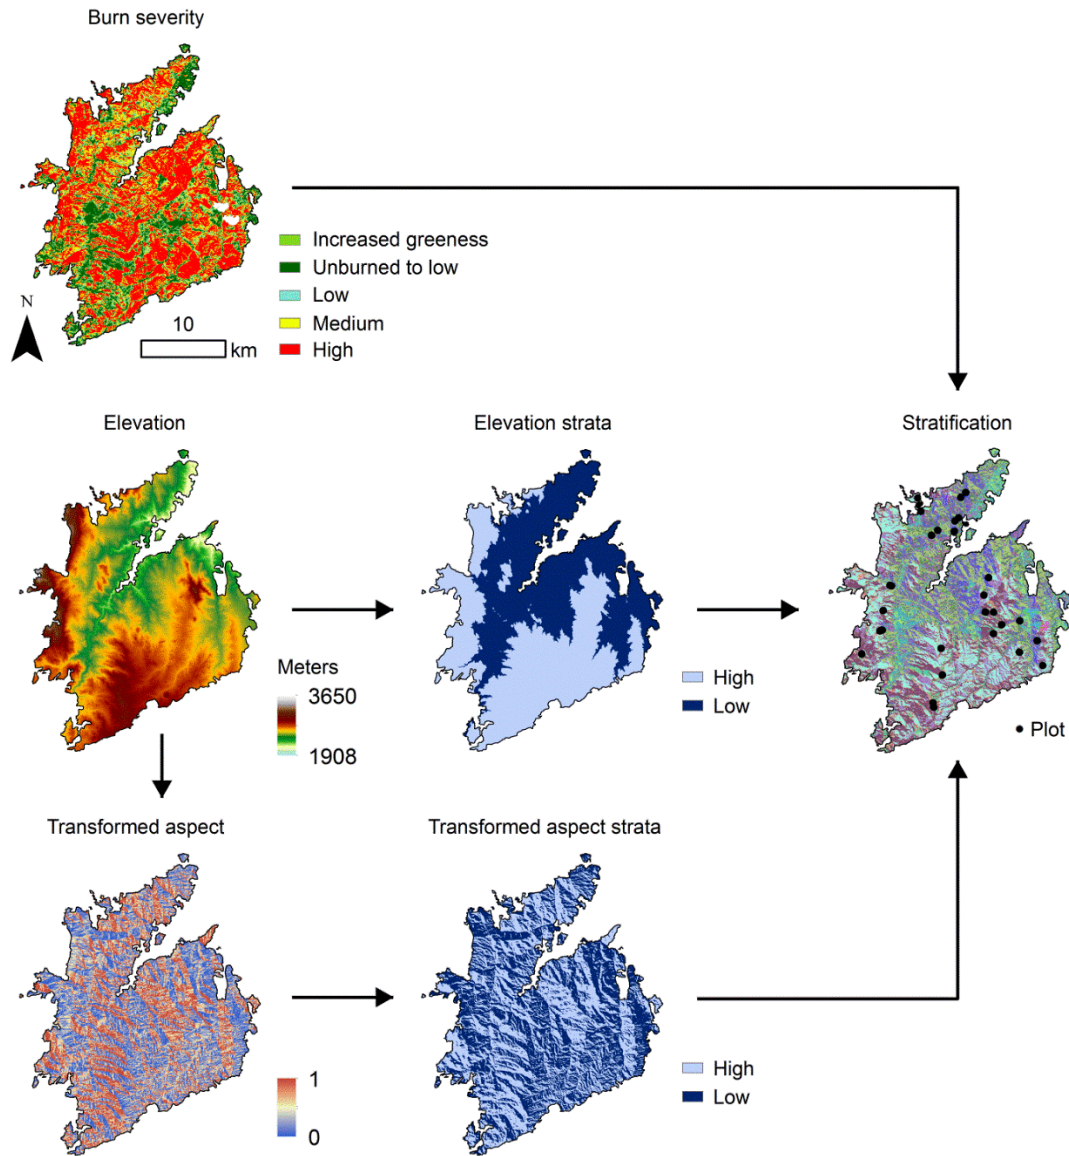 Burn severity
Increased greeness
Unburned to low
Low
Medium
High
N
10
km
Elevation
Elevation strata
Stratification
Meters
3650
1908
High
Low
Plot
Transformed aspect
Transformed aspect strata
1
0
High
Low